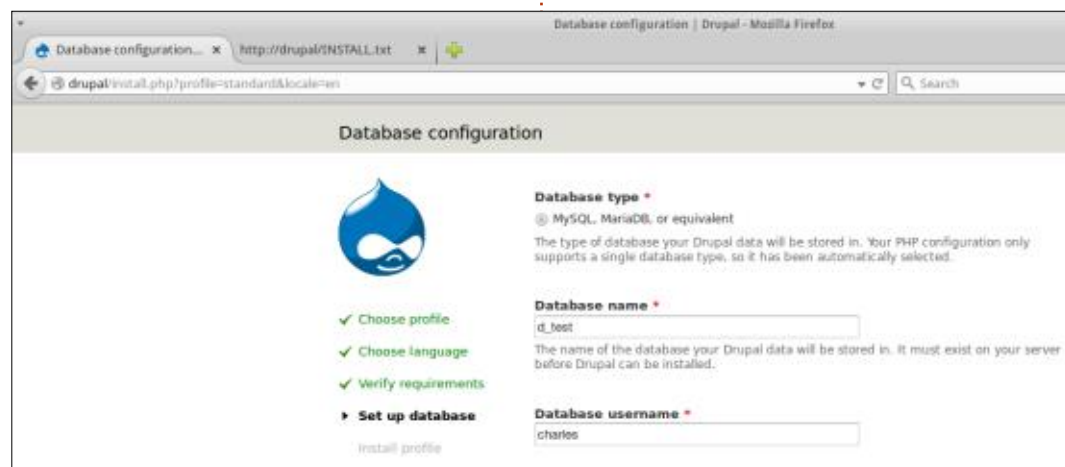 Database configuration | Drupal - Mozilla Firefox
Database configuration... × http://drupal/INSTALL.txt ×
drupal/install.php?profile=standard&locale=en Search
Database configuration
Database type *
MySQL, MariaDB, or equivalent
The type of database your Drupal data will be stored in. Your PHP configuration only
supports a single database type, so it has been automatically selected.
Database name *
d_test
The name of the database your Drupal data will be stored in. It must exist on your server
before Drupal can be installed.
Database username *
charles
✓ Choose profile
✓ Choose language
✓ Verify requirements
▸ Set up database
Install profile